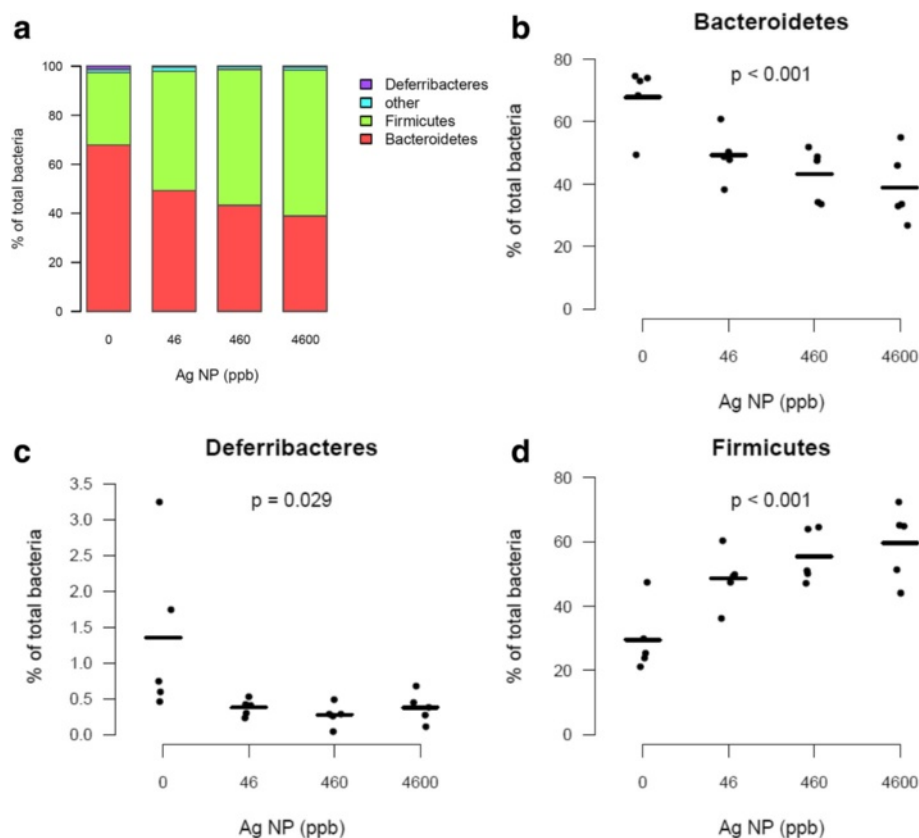 a
% of total bacteria
100
80
60
40
20
0
0 46 460 4600
Ag NP (ppb)
Deferribacteres
other
Firmicutes
Bacteroidetes
b
Bacteroidetes
p < 0.001
% of total bacteria
80
60
40
20
0
0 46 460 4600
Ag NP (ppb)
c
Deferribacteres
p = 0.029
% of total bacteria
3.5
3.0
2.5
2.0
1.5
1.0
0.5
0.0
0 46 460 4600
Ag NP (ppb)
d
Firmicutes
p < 0.001
% of total bacteria
80
60
40
20
0
0 46 460 4600
Ag NP (ppb)